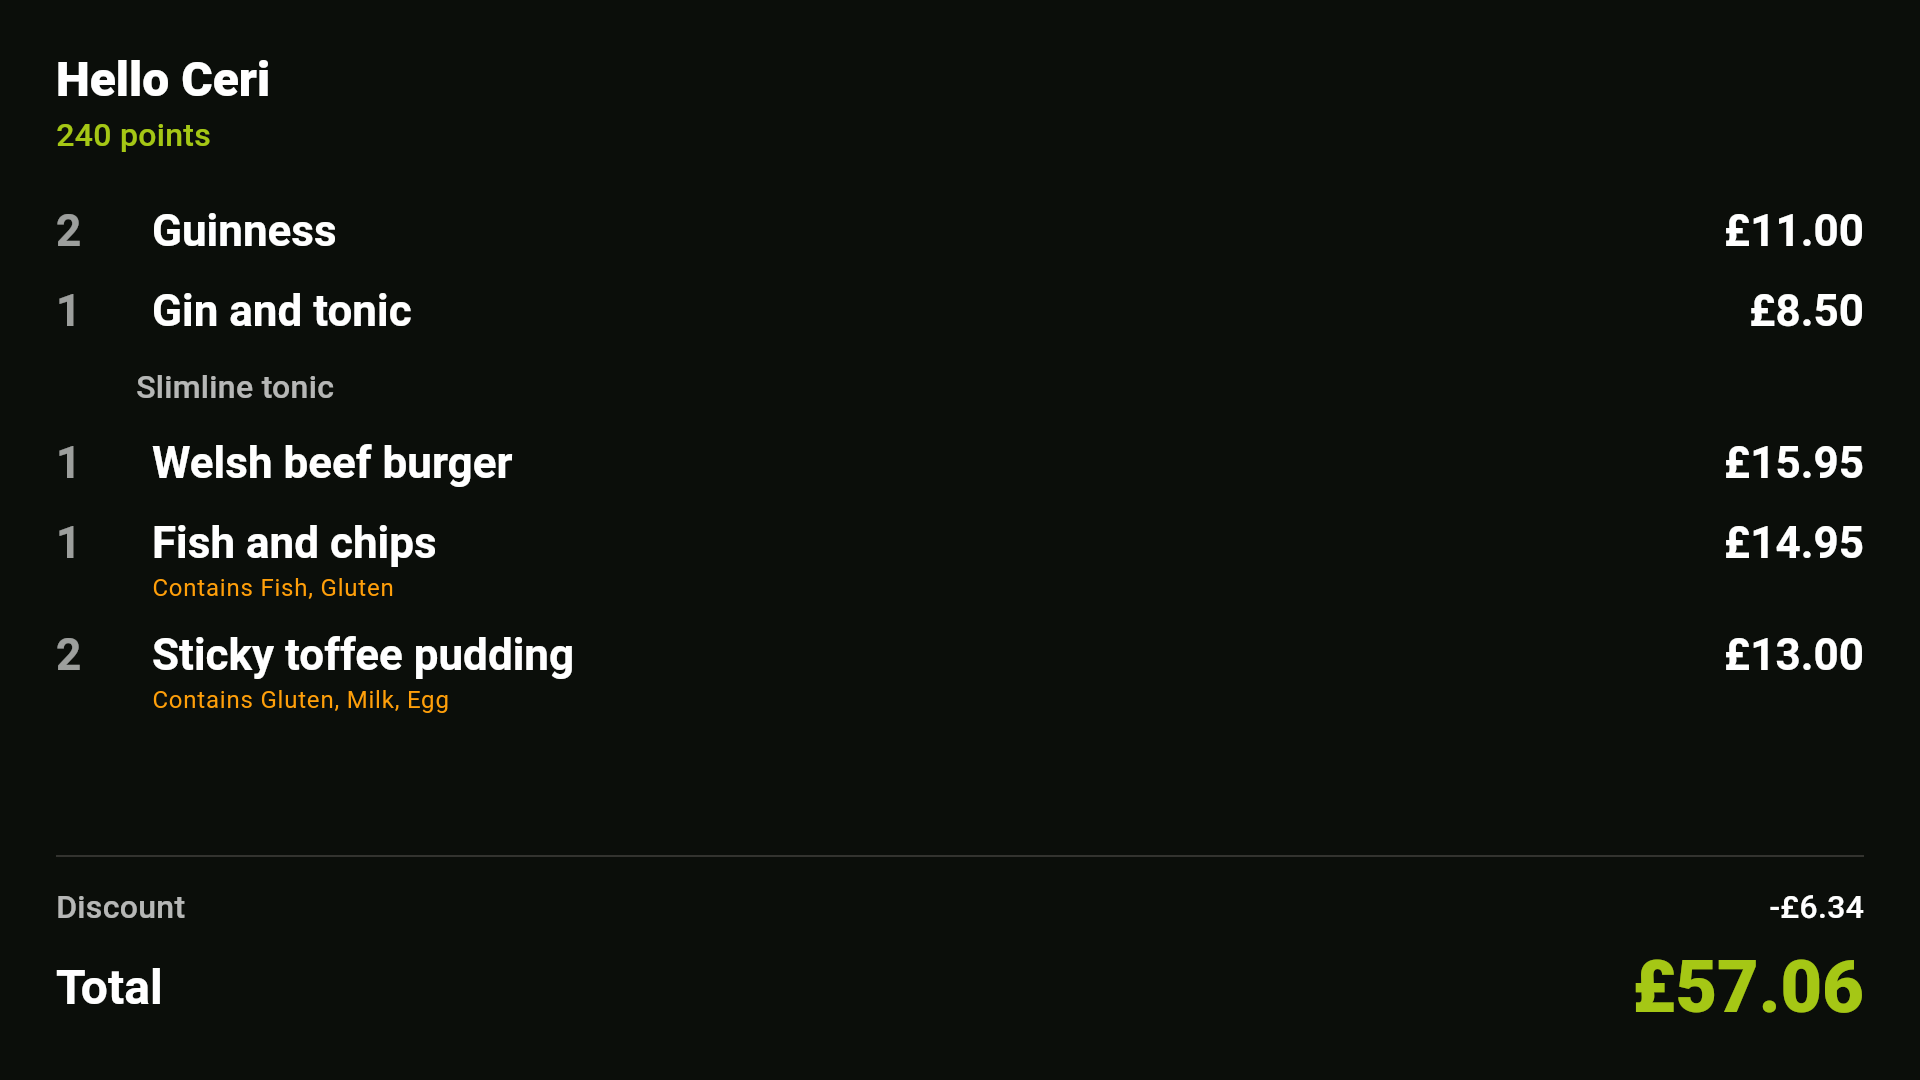 Hello Ceri
240 points
2 Guinness £11.00
1 Gin and tonic £8.50
Slimline tonic
1 Welsh beef burger £15.95
1 Fish and chips £14.95
Contains Fish, Gluten
2 Sticky toffee pudding £13.00
Contains Gluten, Milk, Egg
Discount -£6.34
Total £57.06